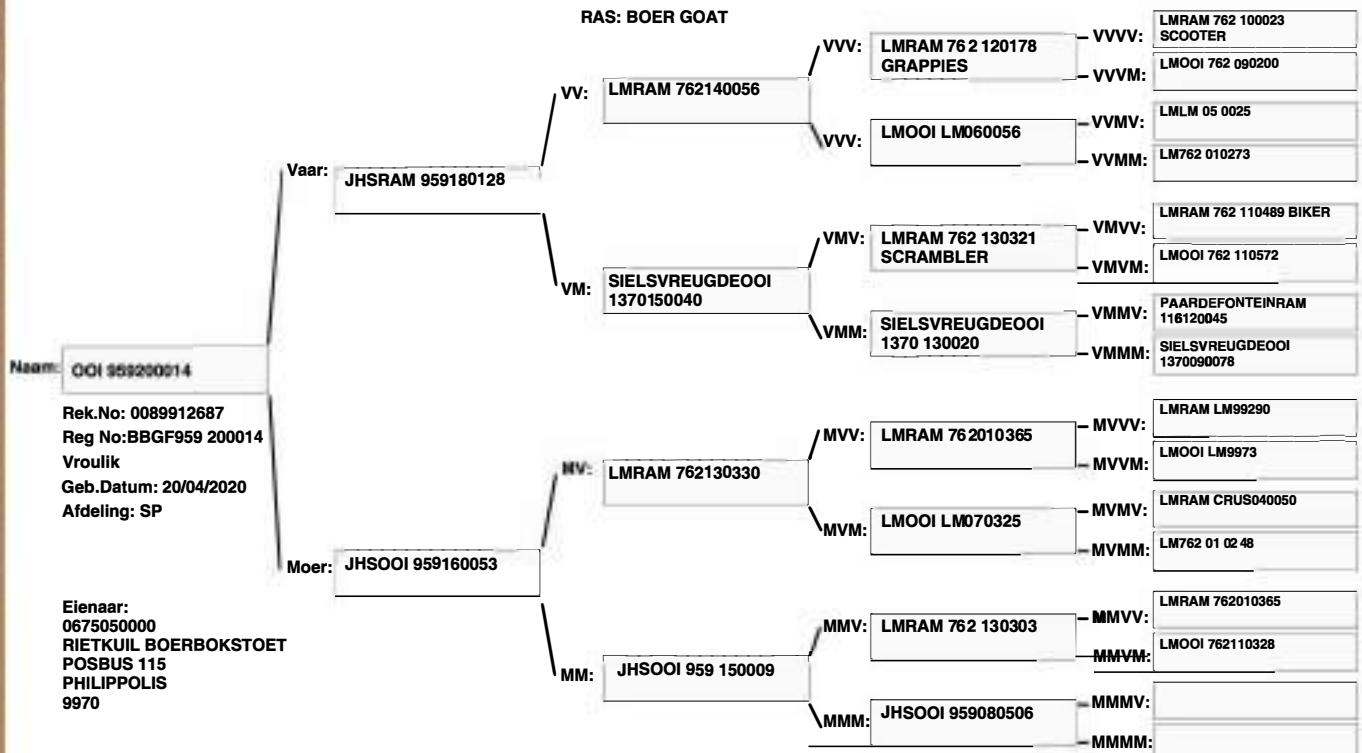 RAS: BOER GOAT
Naam: OOI 959200014
Rek.No: 0089912687
Reg No:BBGF959 200014
Vroulik
Geb.Datum: 20/04/2020
Afdeling: SP
Eienaar:
0675050000
RIETKUIL BOERBOKSTOET
POSBUS 115
PHILIPPOLIS
9970
Vaar: JHSRAM 959180128
Moer: JHSOOI 959160053
VV: LMRAM 762140056
VM: SIELSVREUGDEOOI
1370150040
MV: LMRAM 762130330
MM: JHSOOI 959 150009
VVV: LMRAM 762 120178
GRAPPIES
VVV: LMOOI LM060056
VMV: LMRAM 762 130321
SCRAMBLER
VMM: SIELSVREUGDEOOI
1370 130020
MVV: LMRAM 762010365
MVM: LMOOI LM070325
MMV: LMRAM 762 130303
MMM: JHSOOI 959080506
VVVV: LMRAM 762 100023
SCOOTER
VVVM: LMOOI 762 090200
VVMV: LMLM 05 0025
VVMM: LM762 010273
VMVV: LMRAM 762 110489 BIKER
VMVM: LMOOI 762 110572
VMMV: PAARDEFONTEINRAM
116120045
VMMM: SIELSVREUGDEOOI
1370090078
MVVV: LMRAM LM99290
MVVM: LMOOI LM9973
MVMV: LMRAM CRUS040050
MVMM: LM762 01 02 48
MMVV: LMRAM 762010365
MMVM: LMOOI 762110328
MMMV:
MMMM: